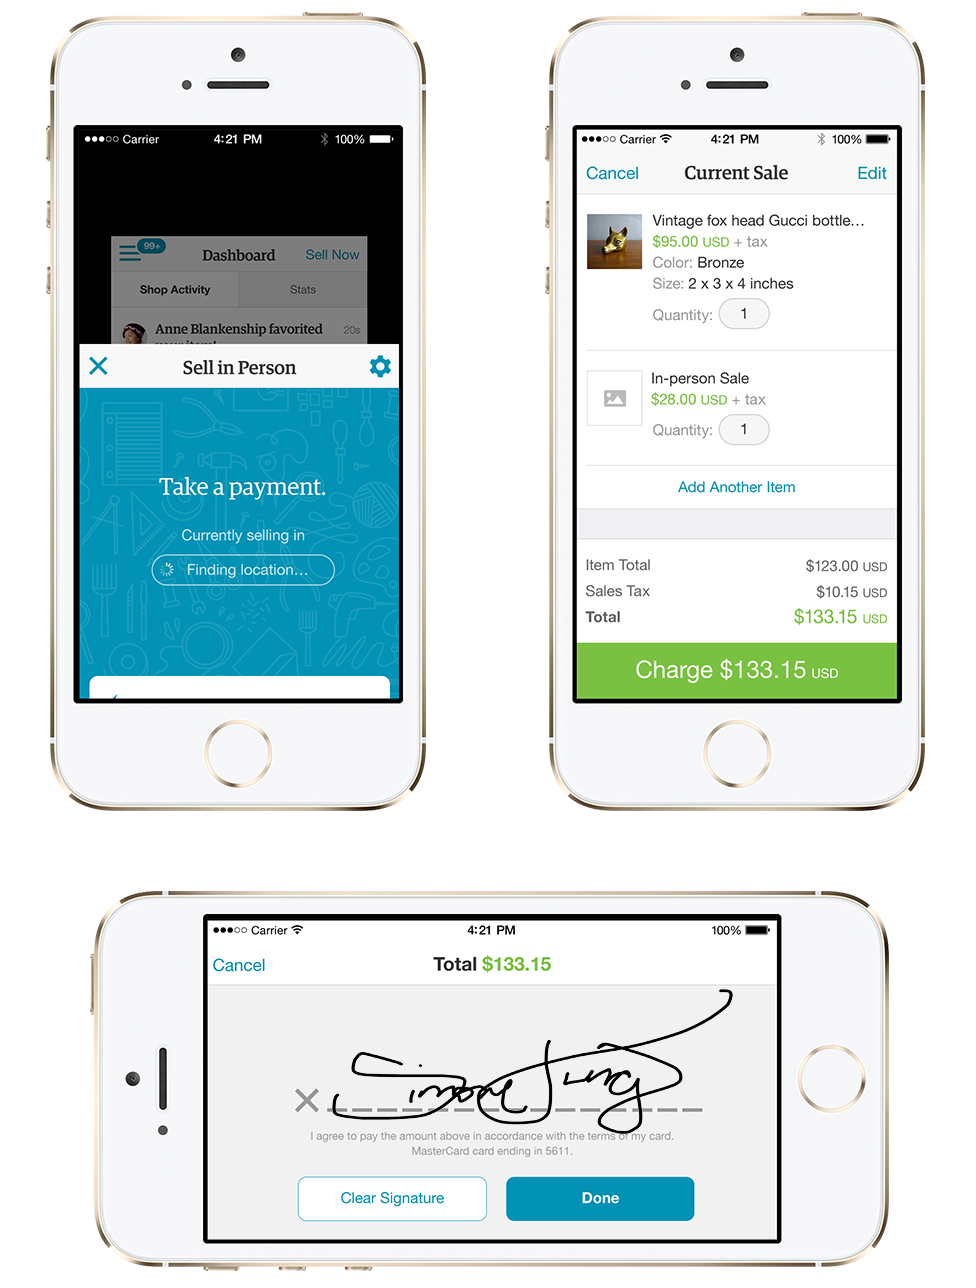 Carrier 4:21 PM 100%
99+
Dashboard
Sell Now
Shop Activity
Stats
Anne Blankenship favorited
20s
your item!
Sell in Person
Take a payment.
Currently selling in
Finding location...
Carrier 4:21 PM 100%
Cancel Current Sale Edit
Vintage fox head Gucci bottle...
$95.00 USD + tax
Color: Bronze
Size: 2 x 3 x 4 inches
Quantity: 1
In-person Sale
$28.00 USD + tax
Quantity: 1
Add Another Item
Item Total $123.00 USD
Sales Tax $10.15 USD
Total $133.15 USD
Charge $133.15 USD
Carrier 4:21 PM 100%
Cancel Total $133.15
Simone
I agree to pay the amount above in accordance with the terms of my card.
MasterCard card ending in 5611.
Clear Signature
Done